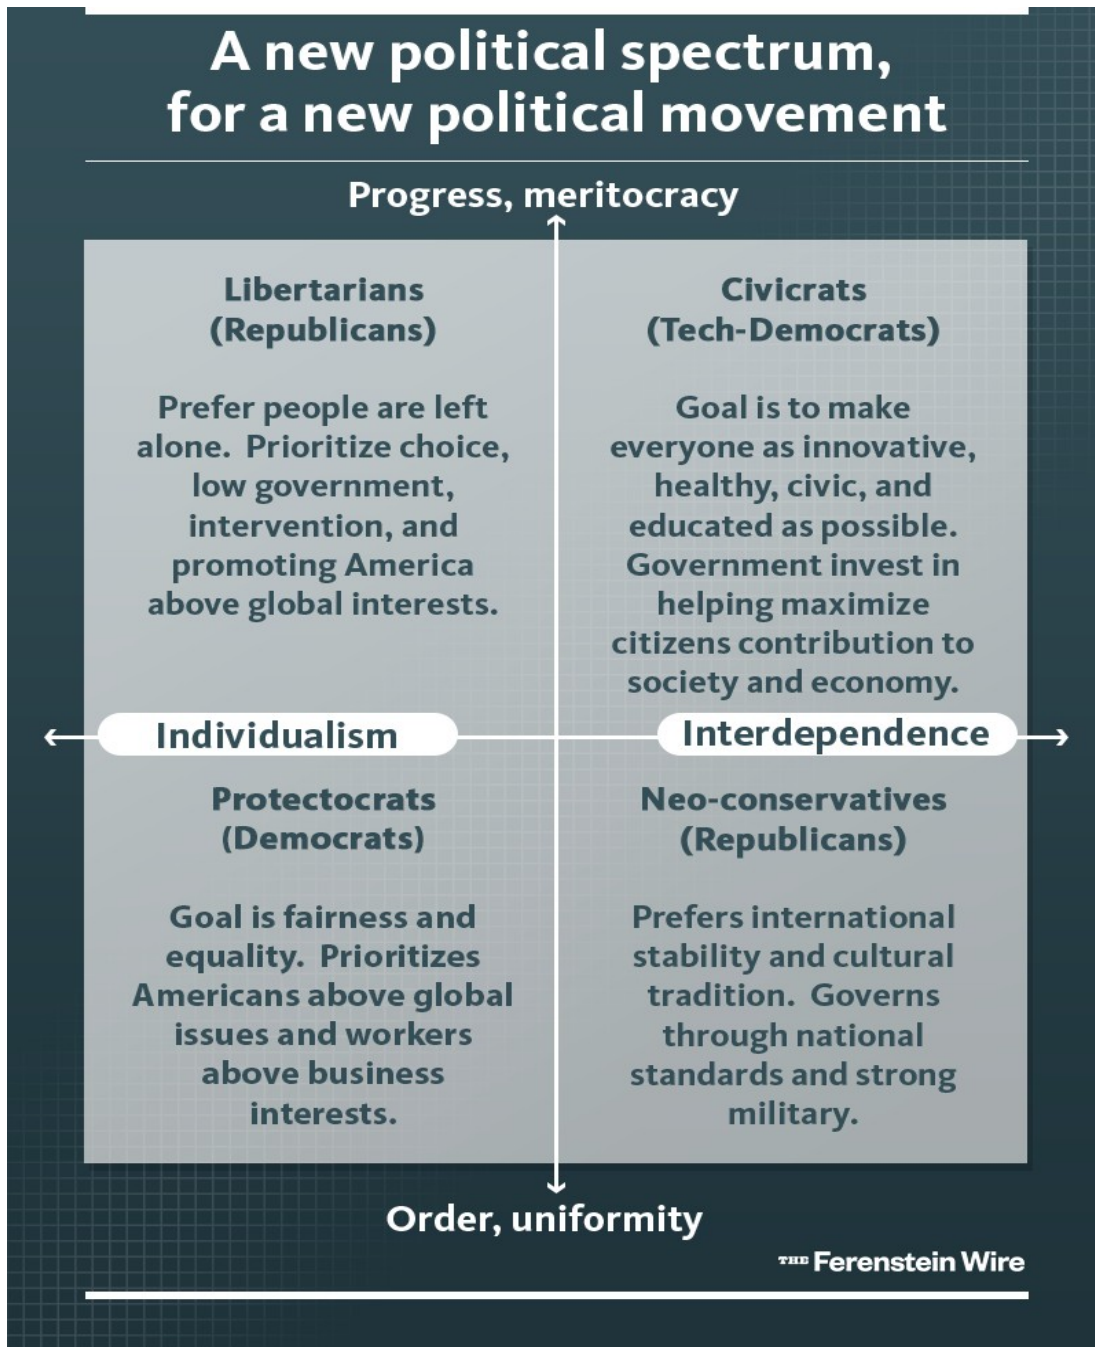 A new political spectrum,
for a new political movement
Progress, meritocracy
Libertarians
(Republicans)
Prefer people are left
alone.  Prioritize choice,
low government,
intervention, and
promoting America
above global interests.
Civicrats
(Tech-Democrats)
Goal is to make
everyone as innovative,
healthy, civic, and
educated as possible.
Government invest in
helping maximize
citizens contribution to
society and economy.
Individualism
Interdependence
Protectocrats
(Democrats)
Goal is fairness and
equality.  Prioritizes
Americans above global
issues and workers
above business
interests.
Neo-conservatives
(Republicans)
Prefers international
stability and cultural
tradition.  Governs
through national
standards and strong
military.
Order, uniformity
THE Ferenstein Wire